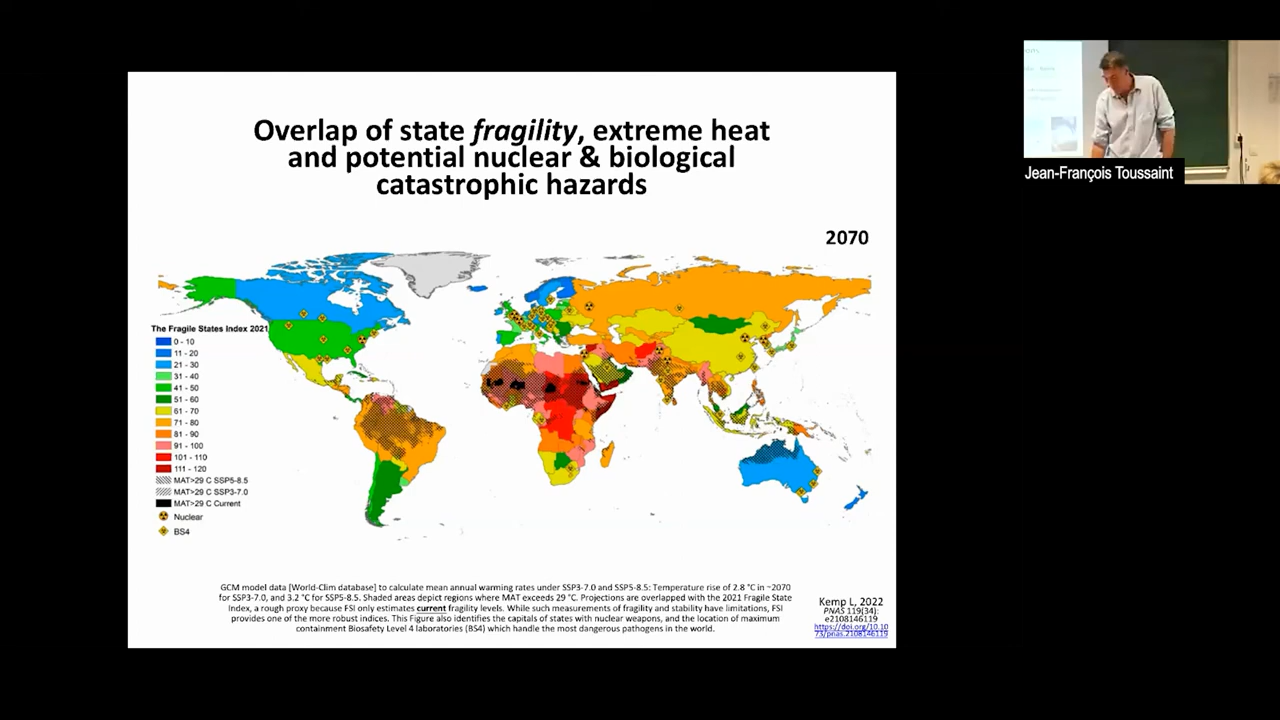 Overlap of state fragility, extreme heat
and potential nuclear & biological
catastrophic hazards
2070
Jean-François Toussaint
The Fragile States Index 2021
0 - 10
11 - 20
21 - 30
31 - 40
41 - 50
51 - 60
61 - 70
71 - 80
81 - 90
91 - 100
101 - 110
111 - 120
MAT>29 C SSP5-8.5
MAT>29 C SSP3-7.0
MAT>29 C Current
Nuclear
BS4
GCM model data [World-Clim database] to calculate mean annual warming rates under SSP3-7.0 and SSP5-8.5: Temperature rise of 2.8 °C in ~2070
for SSP3-7.0, and 3.2 °C for SSP5-8.5. Shaded areas depict regions where MAT exceeds 29 °C. Projections are overlapped with the 2021 Fragile State
Index, a rough proxy because FSI only estimates current fragility levels. While such measurements of fragility and stability have limitations, FSI
provides one of the more robust indices. This Figure also identifies the capitals of states with nuclear weapons, and the location of maximum
containment Biosafety Level 4 laboratories (BS4) which handle the most dangerous pathogens in the world.
Kemp L, 2022
PNAS 119(34):
e2108146119
https://doi.org/10.10
73/pnas.2108146119